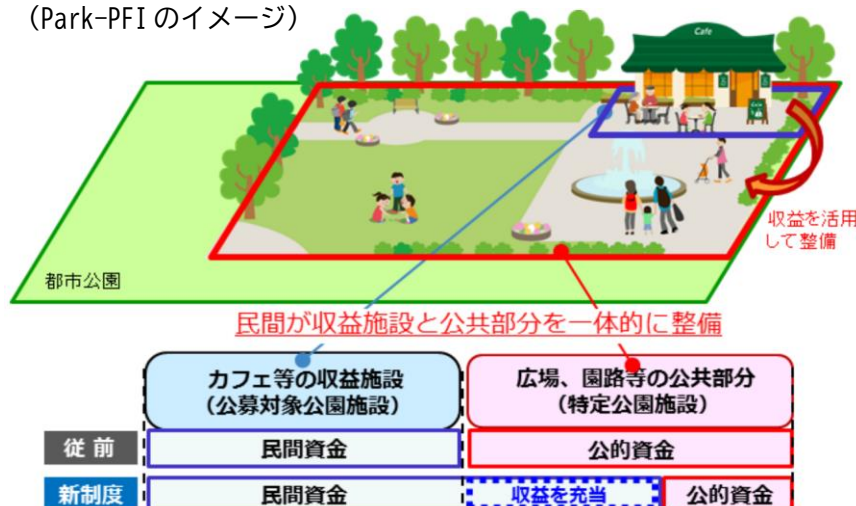 （Park-PFIのイメージ）
Cafe
収益を活用
して整備
都市公園
民間が収益施設と公共部分を一体的に整備
カフェ等の収益施設
（公募対象公園施設）
広場、園路等の公共部分
（特定公園施設）
従前
民間資金
公的資金
新制度
民間資金
収益を充当
公的資金